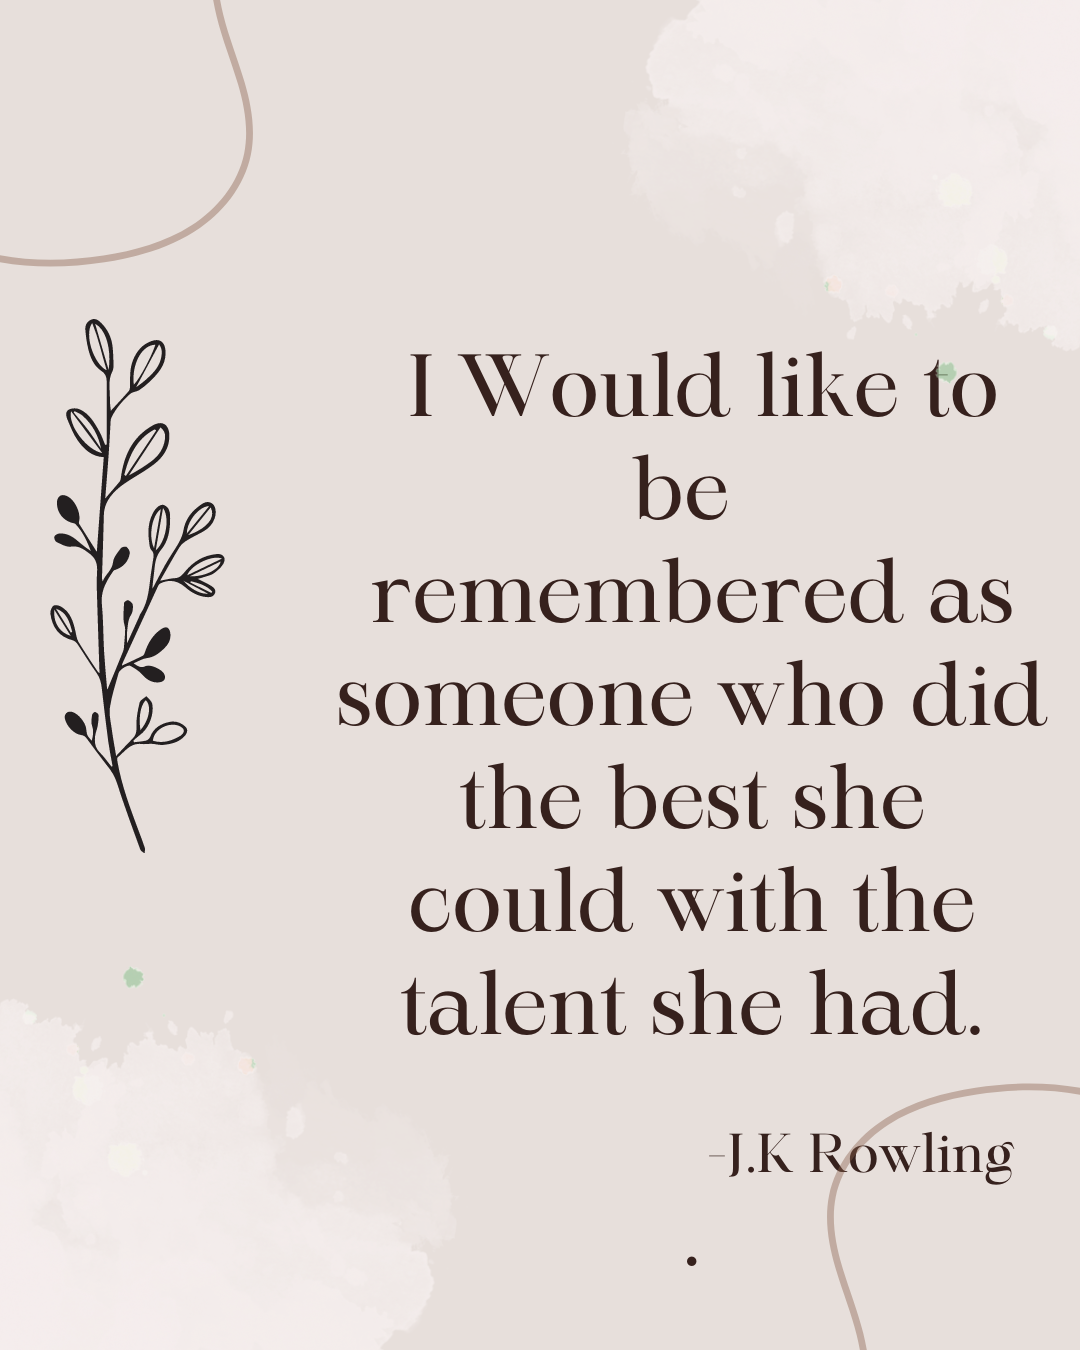 I Would like to
be
remembered as
someone who did
the best she
could with the
talent she had.
-J.K Rowling
.